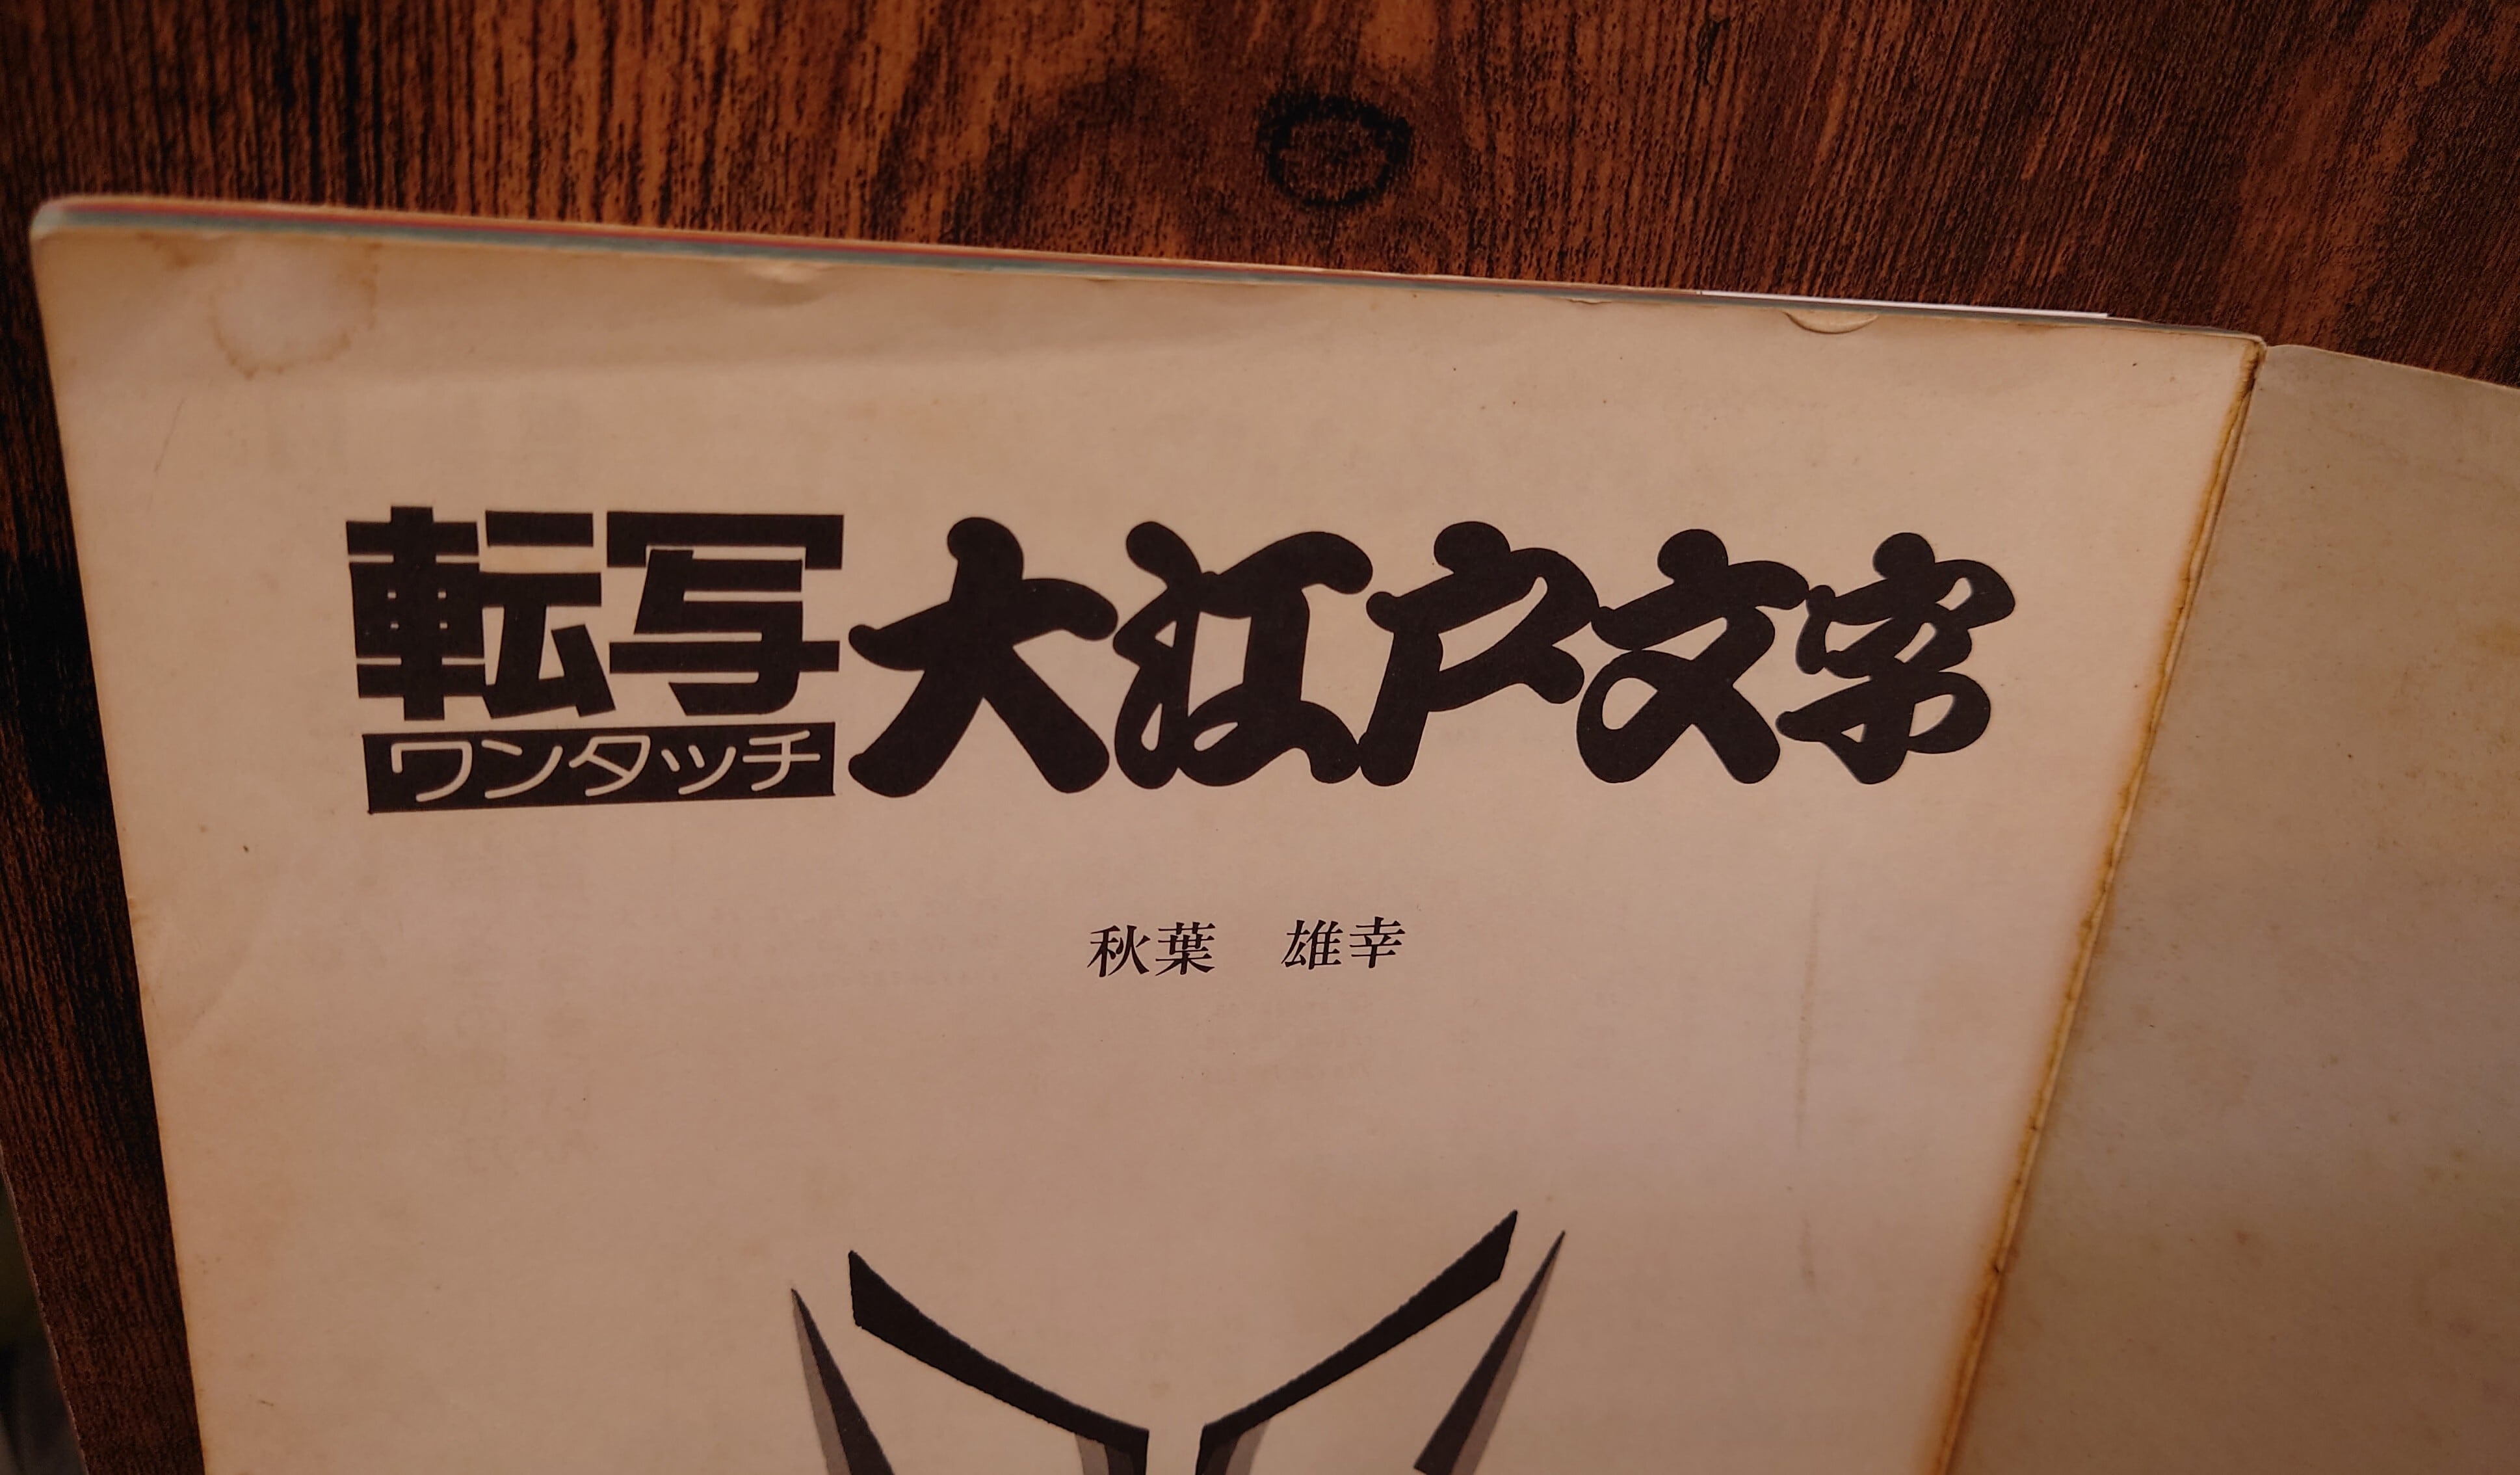 転写
ワンタッチ
大江戸文字
秋葉　雄幸